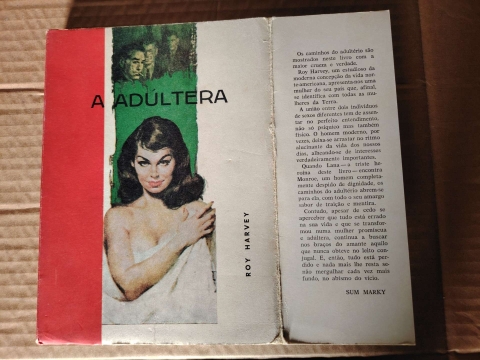 A ADÚLTERA
ROY HARVEY
Os caminhos do adultério são
mostrados neste livro com a
maior crueza e verdade.
Roy Harvey, um estudioso da
moderna concepção da vida nor-
te-americana, apresenta-nos uma
mulher do seu país que, afinal,
se identifica com todas as mu-
lheres da Terra.
A união entre dois indivíduos
de sexos diferentes tem de assen-
tar no perfeito entendimento,
não só psíquico mas também
físico. O homem moderno, por
vezes, deixa-se arrastar no ritmo
alucinante da vida dos nossos
dias, alheando-se de interesses
verdadeiramente importantes.
Quando Lana — a triste he-
roína deste livro — encontra
Monroe, um homem completa-
mente despido de dignidade, os
caminhos do adultério abrem-se
para ela, com todo o seu amargo
sabor de traição e mentira.
Contudo, apesar de cedo se
aperceber que tudo está errado
na sua vida e que se transfor-
mou numa mulher promíscua
e adúltera, continua a buscar
nos braços do amante aquilo
que nunca obteve no leito con-
jugal. E, então, tudo está per-
dido e nada mais lhe resta se-
não mergulhar cada vez mais
fundo, no abismo do vício.
SUM MARKY